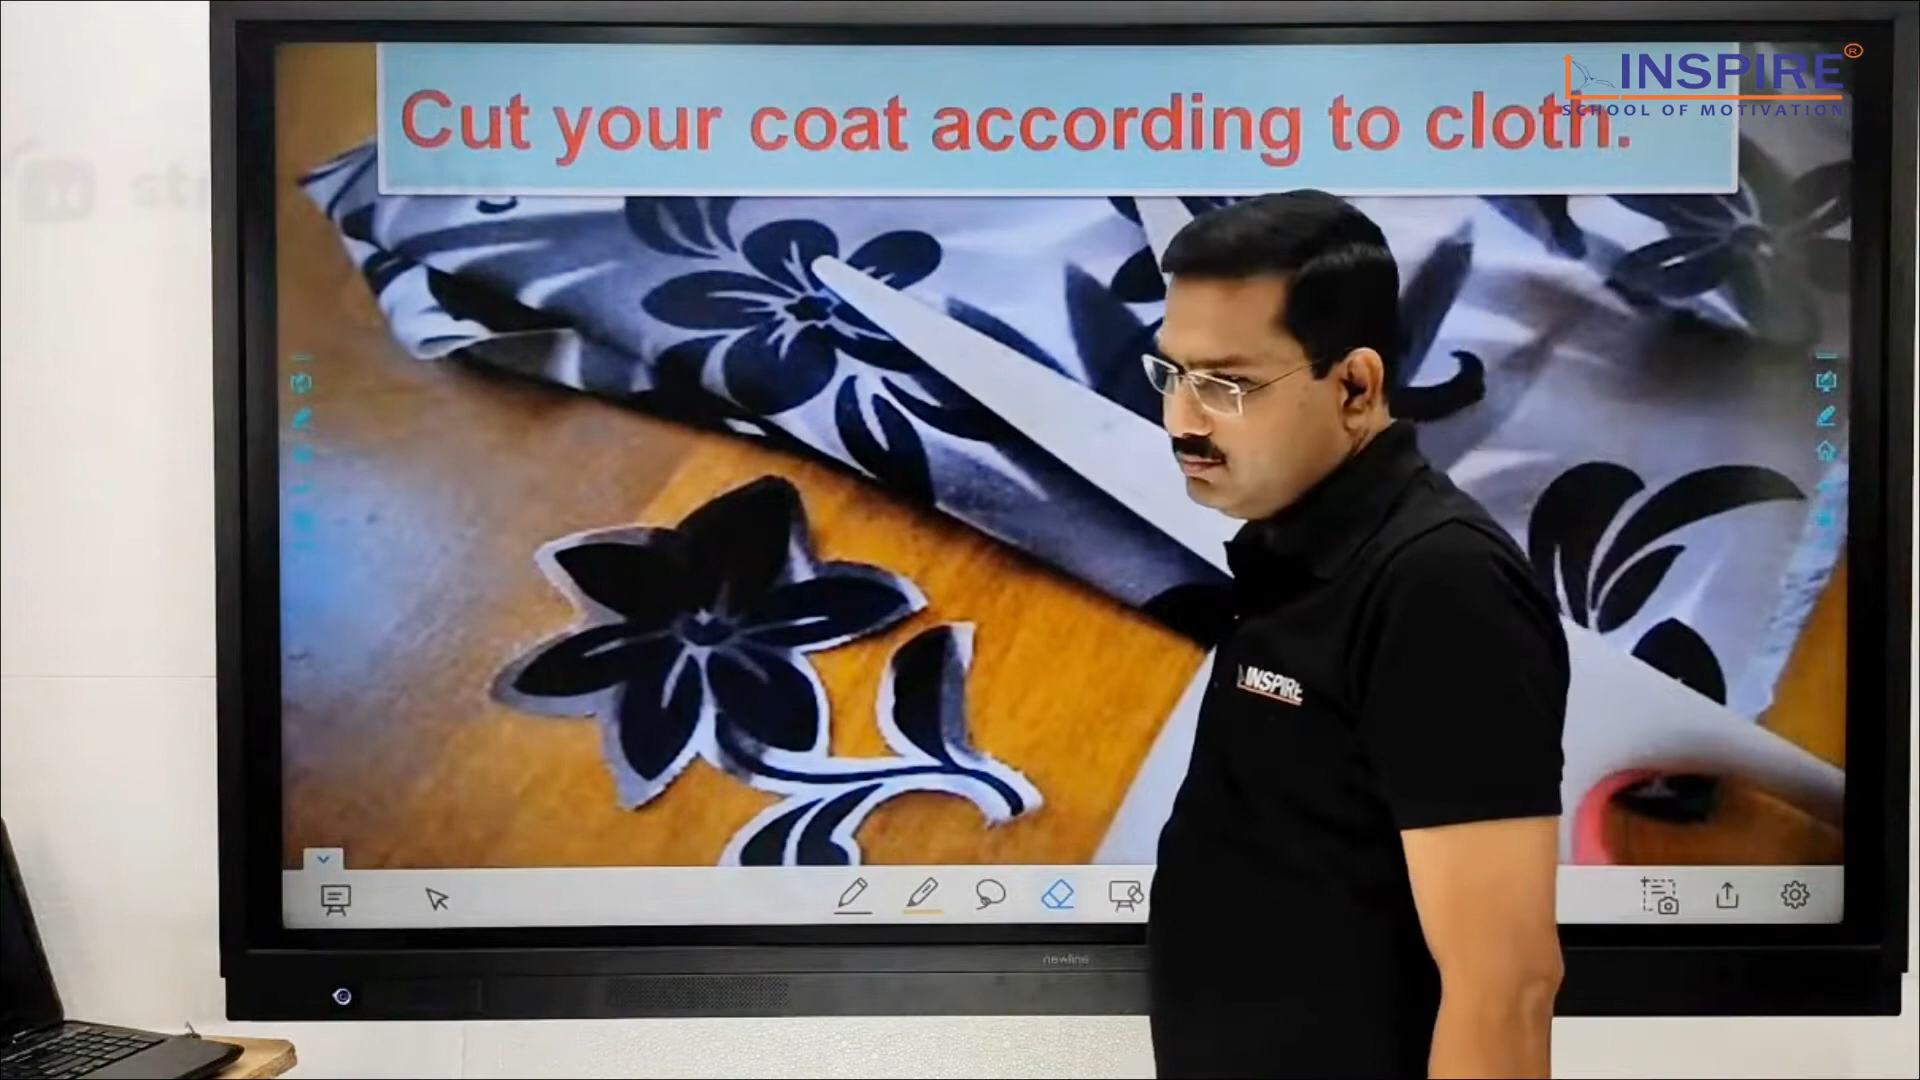 Cut your coat according to cloth.
INSPIRE®
SCHOOL OF MOTIVATION
INSPIRE
newline